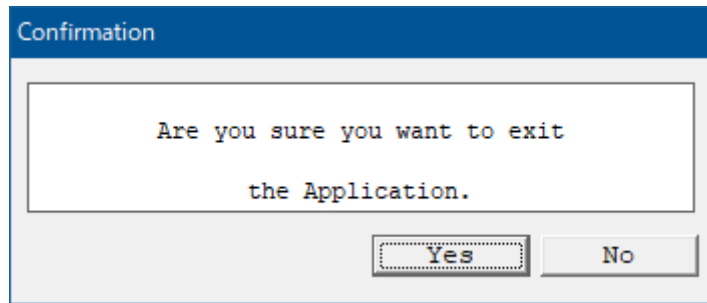 Confirmation
Are you sure you want to exit
the Application.
Yes
No